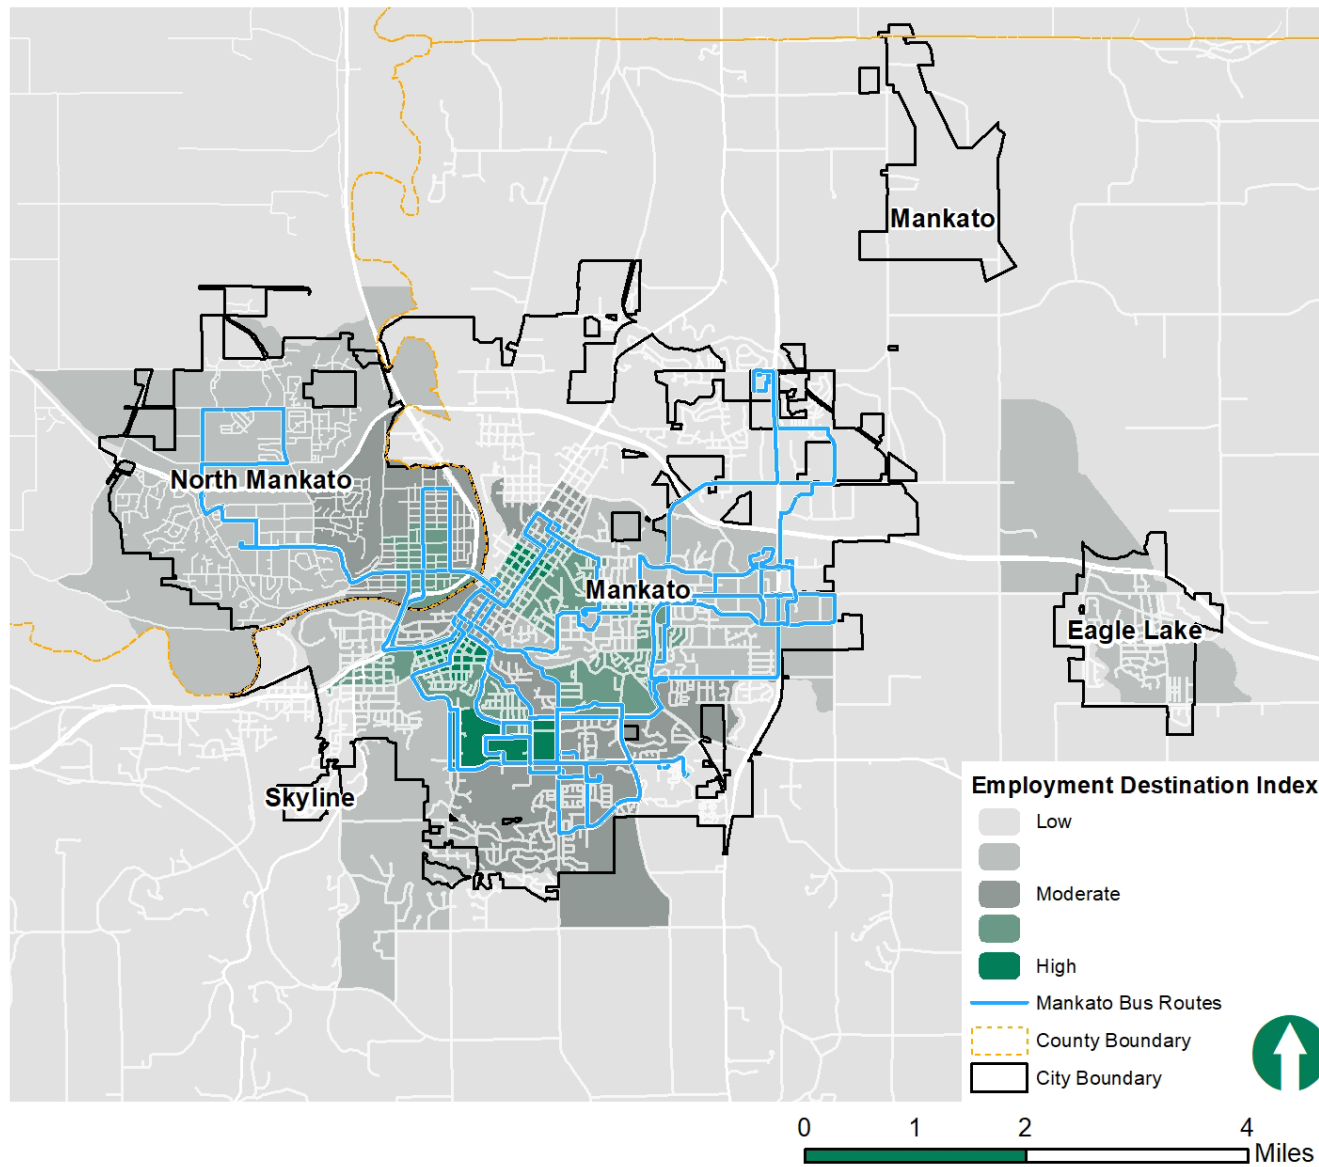 Mankato
North Mankato
Mankato
Eagle Lake
Skyline
Employment Destination Index
Low
Moderate
High
Mankato Bus Routes
County Boundary
City Boundary
0 1 2 4
Miles